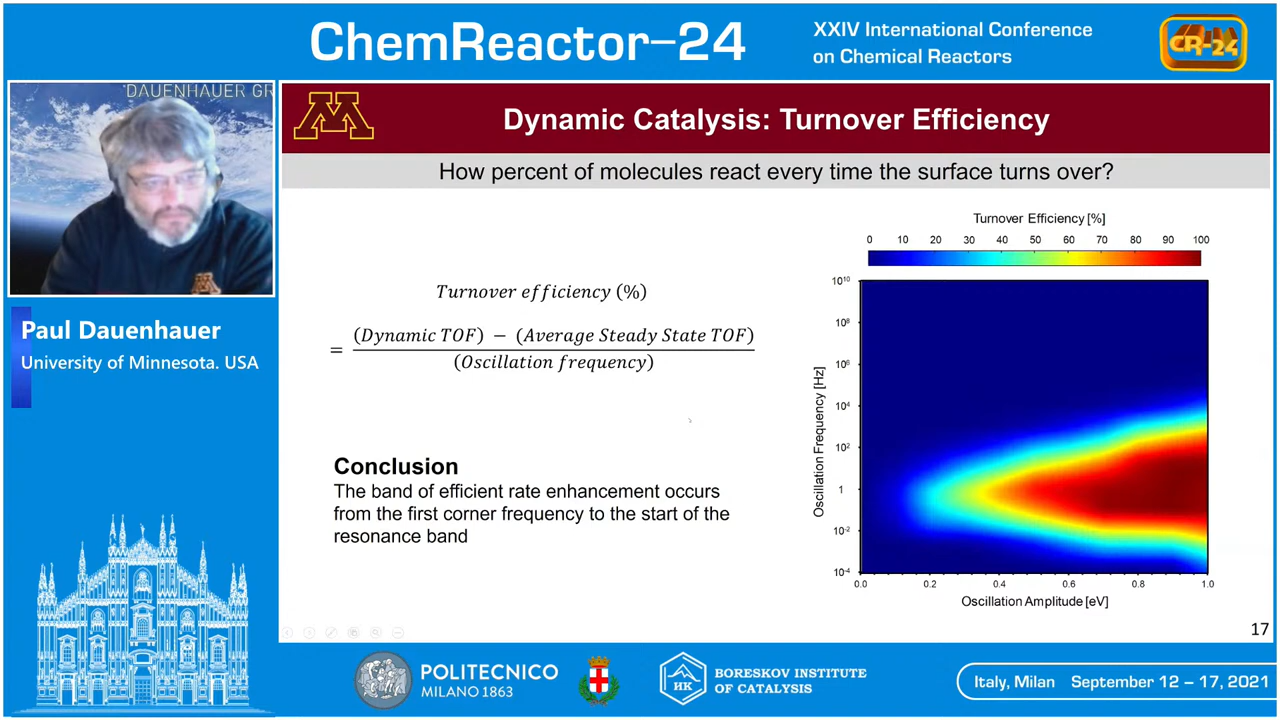 ChemReactor-24
XXIV International Conference
on Chemical Reactors
CR-24
DAUENHAUER GR
Paul Dauenhauer
University of Minnesota. USA
M
Dynamic Catalysis: Turnover Efficiency
How percent of molecules react every time the surface turns over?
Turnover efficiency (%)
= (Dynamic TOF) − (Average Steady State TOF)
(Oscillation frequency)
Conclusion
The band of efficient rate enhancement occurs
from the first corner frequency to the start of the
resonance band
Turnover Efficiency [%]
0 10 20 30 40 50 60 70 80 90 100
Oscillation Frequency [Hz]
10¹⁰
10⁸
10⁶
10⁴
10²
1
10⁻²
10⁻⁴
0.0 0.2 0.4 0.6 0.8 1.0
Oscillation Amplitude [eV]
17
POLITECNICO
MILANO 1863
НК
BORESKOV INSTITUTE
OF CATALYSIS
Italy, Milan September 12 – 17, 2021